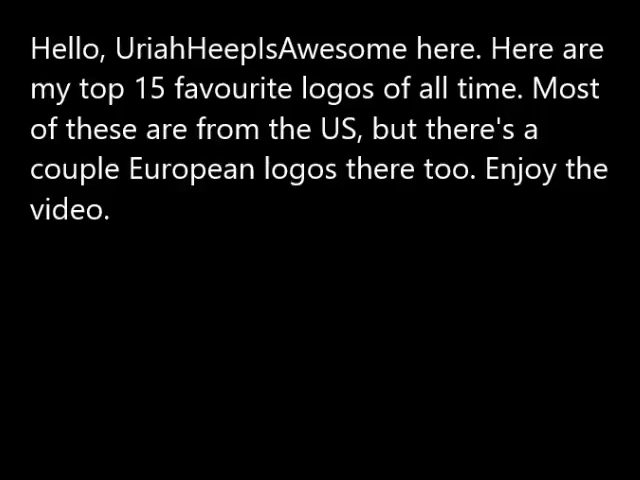 Hello, UriahHeepIsAwesome here. Here are
my top 15 favourite logos of all time. Most
of these are from the US, but there's a
couple European logos there too. Enjoy the
video.